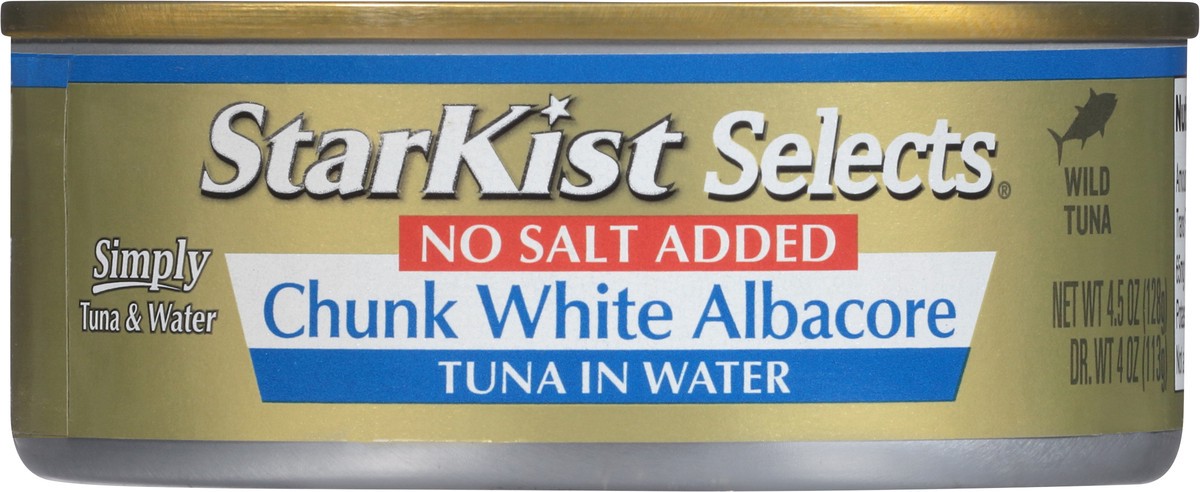 StarKist Selects®
NO SALT ADDED
Chunk White Albacore
TUNA IN WATER
Simply
Tuna & Water
WILD
TUNA
NET WT 4.5 OZ (128g)
DR. WT 4 OZ (113g)